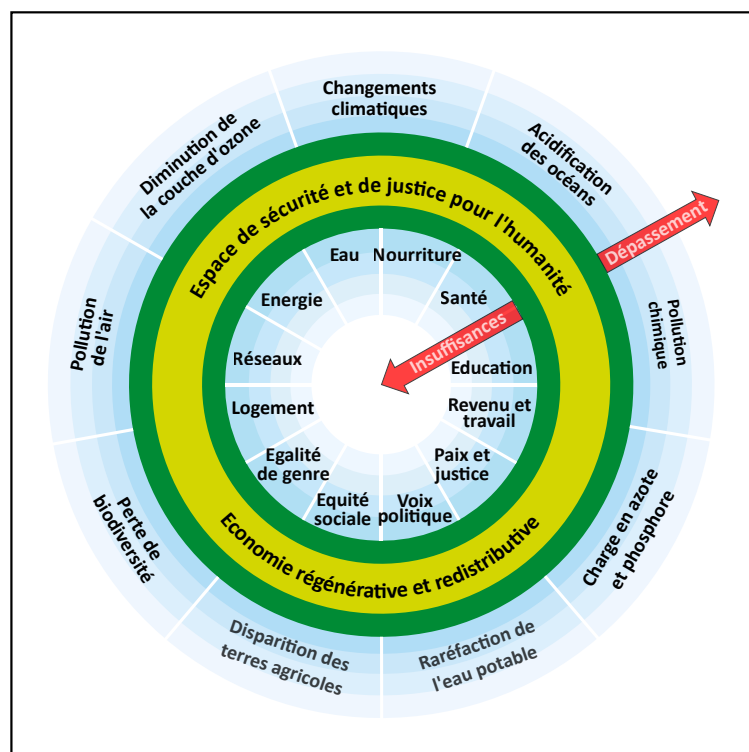 Changements
climatiques
Acidification
des océans
Dépassement
Pollution
chimique
Charge en azote
et phosphore
Raréfaction de
l'eau potable
Disparition des
terres agricoles
Perte de
biodiversité
Pollution
de l'air
Diminution de
la couche d'ozone
Espace de sécurité et de justice pour l'humanité
Economie régénérative et redistributive
Eau
Nourriture
Santé
Insuffisances
Education
Revenu et
travail
Paix et
justice
Voix
politique
Equité
sociale
Egalité
de genre
Logement
Réseaux
Energie